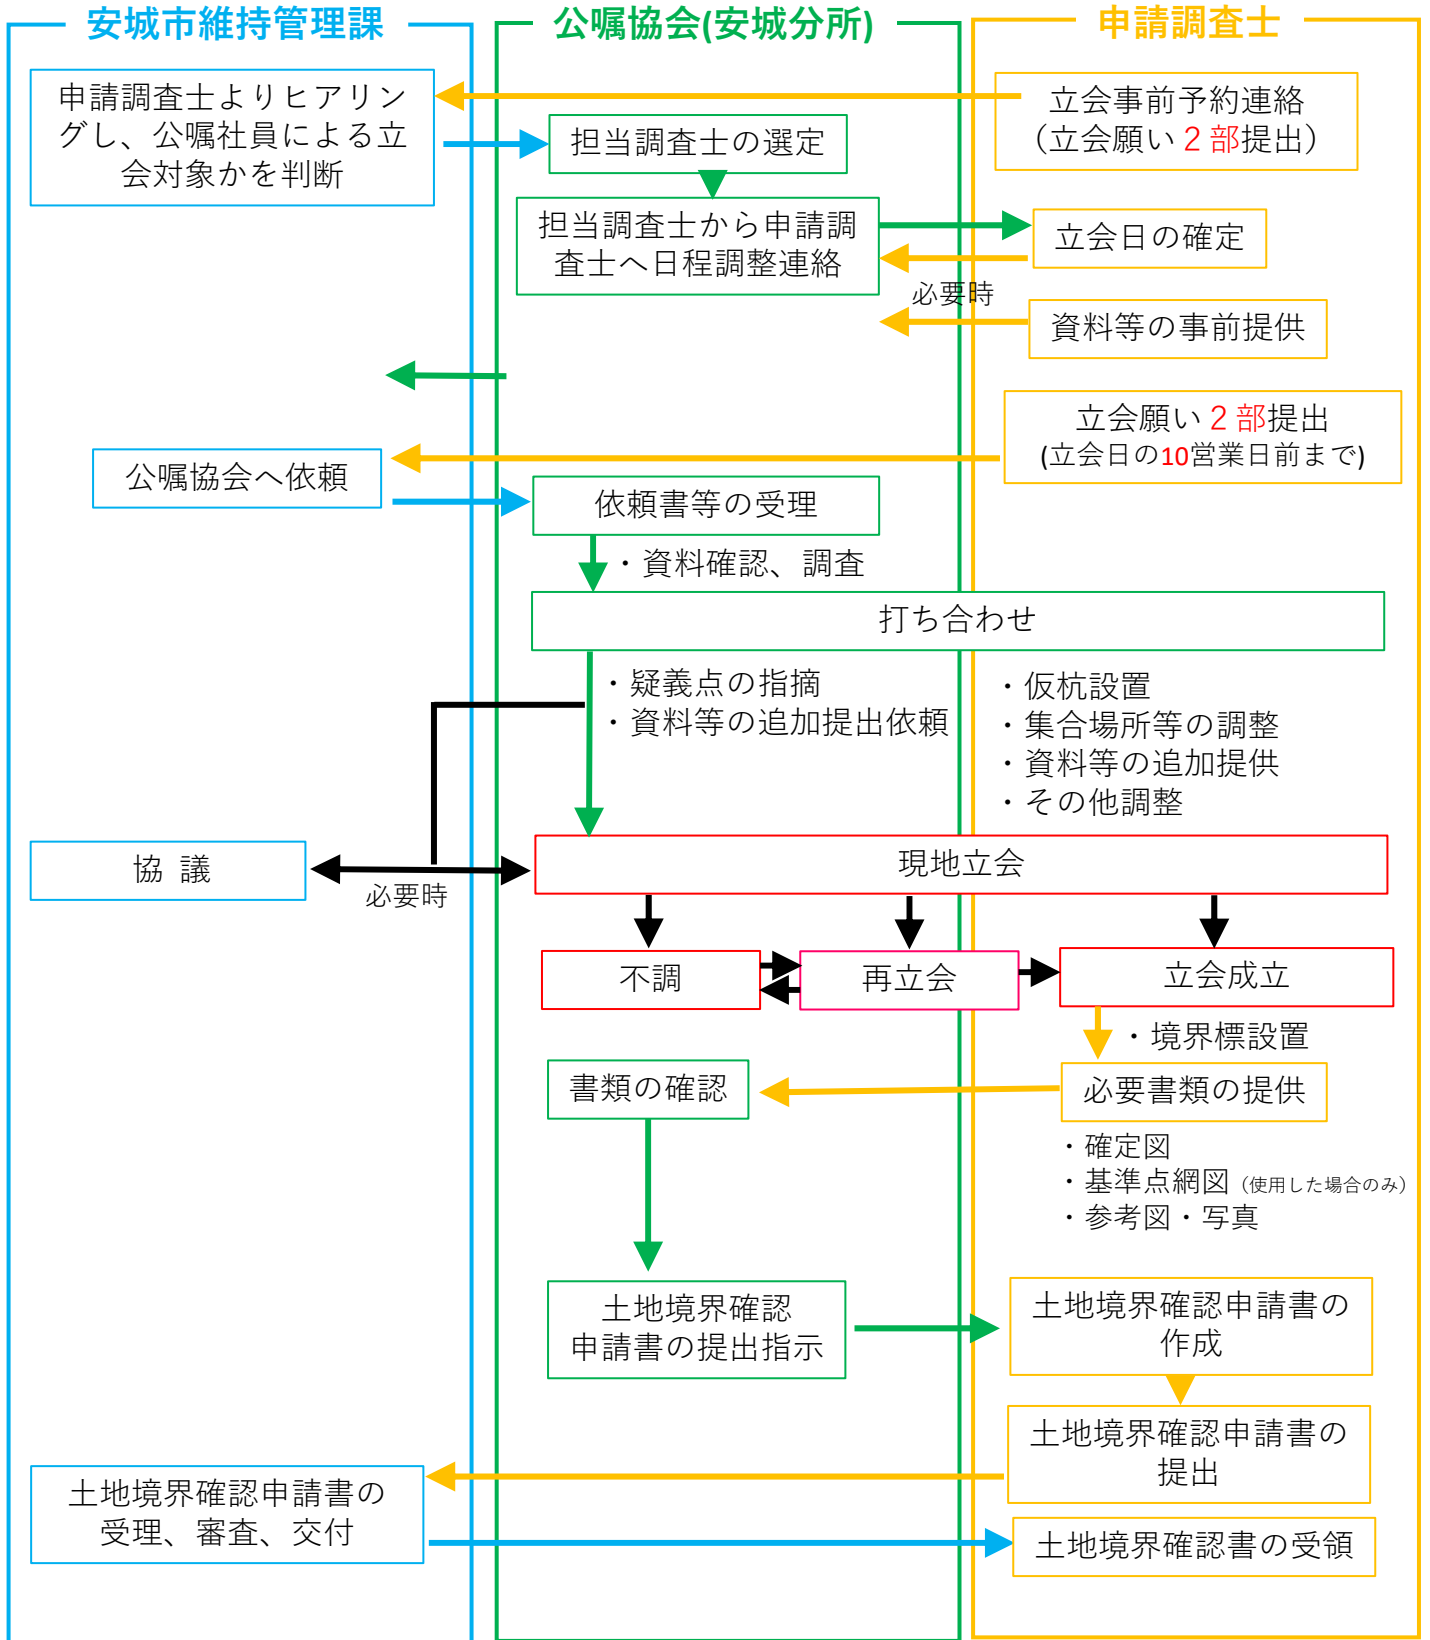 安城市維持管理課
公嘱協会(安城分所)
申請調査士
申請調査士よりヒアリン
グし、公嘱社員による立
会対象かを判断
担当調査士の選定
立会事前予約連絡
（立会願い２部提出）
担当調査士から申請調
査士へ日程調整連絡
立会日の確定
必要時
資料等の事前提供
立会願い２部提出
(立会日の10営業日前まで)
公嘱協会へ依頼
依頼書等の受理
・資料確認、調査
打ち合わせ
・疑義点の指摘
・資料等の追加提出依頼
・仮杭設置
・集合場所等の調整
・資料等の追加提供
・その他調整
協 議
必要時
現地立会
不調
再立会
立会成立
・境界標設置
書類の確認
必要書類の提供
・確定図
・基準点網図（使用した場合のみ）
・参考図・写真
土地境界確認
申請書の提出指示
土地境界確認申請書の
作成
土地境界確認申請書の
提出
土地境界確認申請書の
受理、審査、交付
土地境界確認書の受領